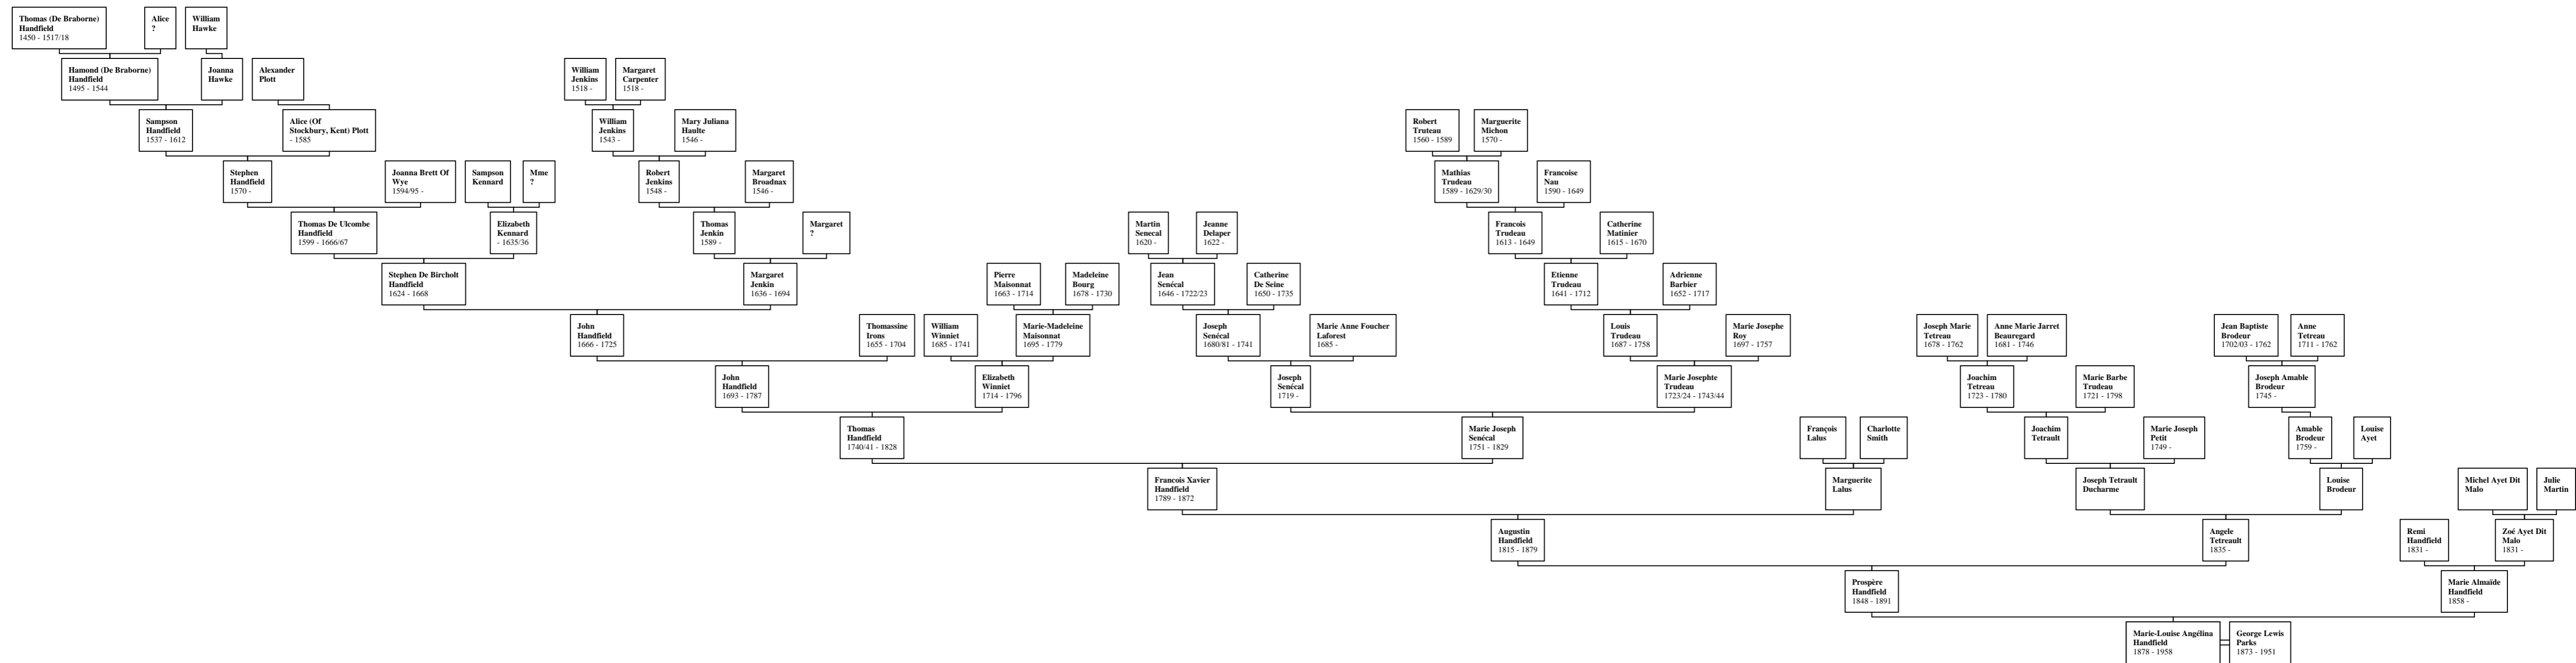 Thomas (De Braborne)
Handfield
1450 - 1517/18
Alice
?
William
Hawke
Hamond (De Braborne)
Handfield
1495 - 1544
Joanna
Hawke
Alexander
Plott
William
Jenkins
1518 -
Margaret
Carpenter
1518 -
Sampson
Handfield
1537 - 1612
Alice (Of
Stockbury, Kent) Plott
- 1585
William
Jenkins
1543 -
Mary Juliana
Haulte
1546 -
Robert
Truteau
1560 - 1589
Marguerite
Michon
1570 -
Stephen
Handfield
1570 -
Joanna Brett Of
Wye
1594/95 -
Sampson
Kennard
Mme
?
Robert
Jenkins
1548 -
Margaret
Broadnax
1546 -
Mathias
Trudeau
1589 - 1629/30
Francoise
Nau
1590 - 1649
Thomas De Ulcombe
Handfield
1599 - 1666/67
Elizabeth
Kennard
- 1635/36
Thomas
Jenkin
1589 -
Margaret
?
Martin
Senecal
1620 -
Jeanne
Delaper
1622 -
Francois
Trudeau
1613 - 1649
Catherine
Matinier
1615 - 1670
Stephen De Bircholt
Handfield
1624 - 1668
Margaret
Jenkin
1636 - 1694
Pierre
Maisonnat
1663 - 1714
Madeleine
Bourg
1678 - 1730
Jean
Senécal
1646 - 1722/23
Catherine
De Seine
1650 - 1735
Etienne
Trudeau
1641 - 1712
Adrienne
Barbier
1652 - 1717
John
Handfield
1666 - 1725
Thomassine
Irons
1655 - 1704
William
Winniet
1685 - 1741
Marie-Madeleine
Maisonnat
1695 - 1779
Joseph
Senécal
1680/81 - 1741
Marie Anne Foucher
Laforest
1685 -
Louis
Trudeau
1687 - 1758
Marie Josephe
Roy
1697 - 1757
Joseph Marie
Tetreau
1678 - 1762
Anne Marie Jarret
Beauregard
1681 - 1746
Jean Baptiste
Brodeur
1702/03 - 1762
Anne
Tetreau
1711 - 1762
John
Handfield
1693 - 1787
Elizabeth
Winniet
1714 - 1796
Joseph
Senécal
1719 -
Marie Josephte
Trudeau
1723/24 - 1743/44
Joachim
Tetreau
1723 - 1780
Marie Barbe
Trudeau
1721 - 1798
Joseph Amable
Brodeur
1745 -
Thomas
Handfield
1740/41 - 1828
Marie Joseph
Senécal
1751 - 1829
François
Lalus
Charlotte
Smith
Joachim
Tetrault
Marie Joseph
Petit
1749 -
Amable
Brodeur
1759 -
Louise
Ayet
Francois Xavier
Handfield
1789 - 1872
Marguerite
Lalus
Joseph Tetrault
Ducharme
Louise
Brodeur
Michel Ayet Dit
Malo
Julie
Martin
Augustin
Handfield
1815 - 1879
Angele
Tetreault
1835 -
Remi
Handfield
1831 -
Zoé Ayet Dit
Malo
1831 -
Prospère
Handfield
1848 - 1891
Marie Almaïde
Handfield
1858 -
Marie-Louise Angélina
Handfield
1878 - 1958
George Lewis
Parks
1873 - 1951